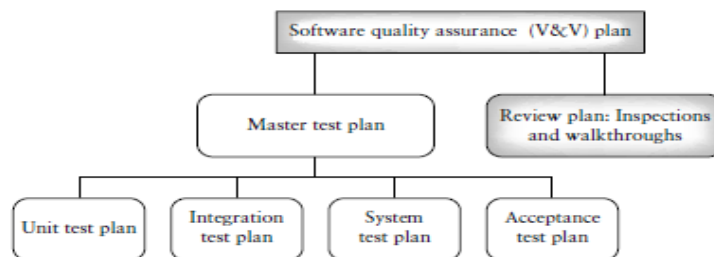 Software quality assurance (V&V) plan
Master test plan
Review plan: Inspections
and walkthroughs
Unit test plan
Integration
test plan
System
test plan
Acceptance
test plan